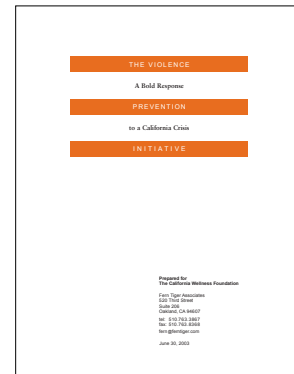 THE VIOLENCE
A Bold Response
PREVENTION
to a California Crisis
INITIATIVE
Prepared for
The California Wellness Foundation
Fern Tiger Associates
520 Third Street
Suite 206
Oakland, CA 94607
tel: 510.763.3867
fax: 510.763.8368
fern@ferntiger.com
June 30, 2003